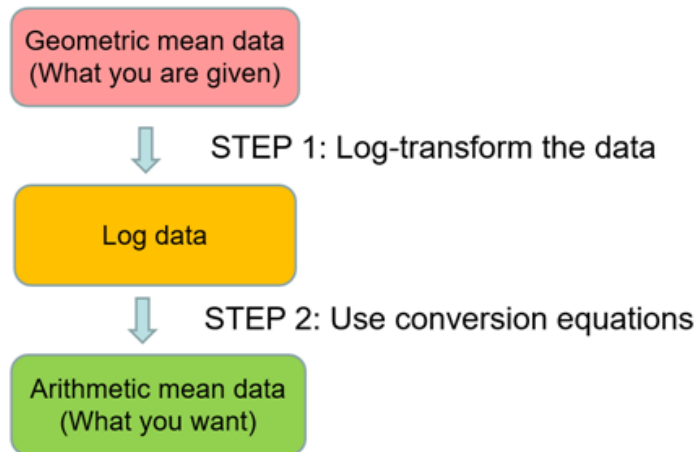 Geometric mean data
(What you are given)
STEP 1: Log-transform the data
Log data
STEP 2: Use conversion equations
Arithmetic mean data
(What you want)